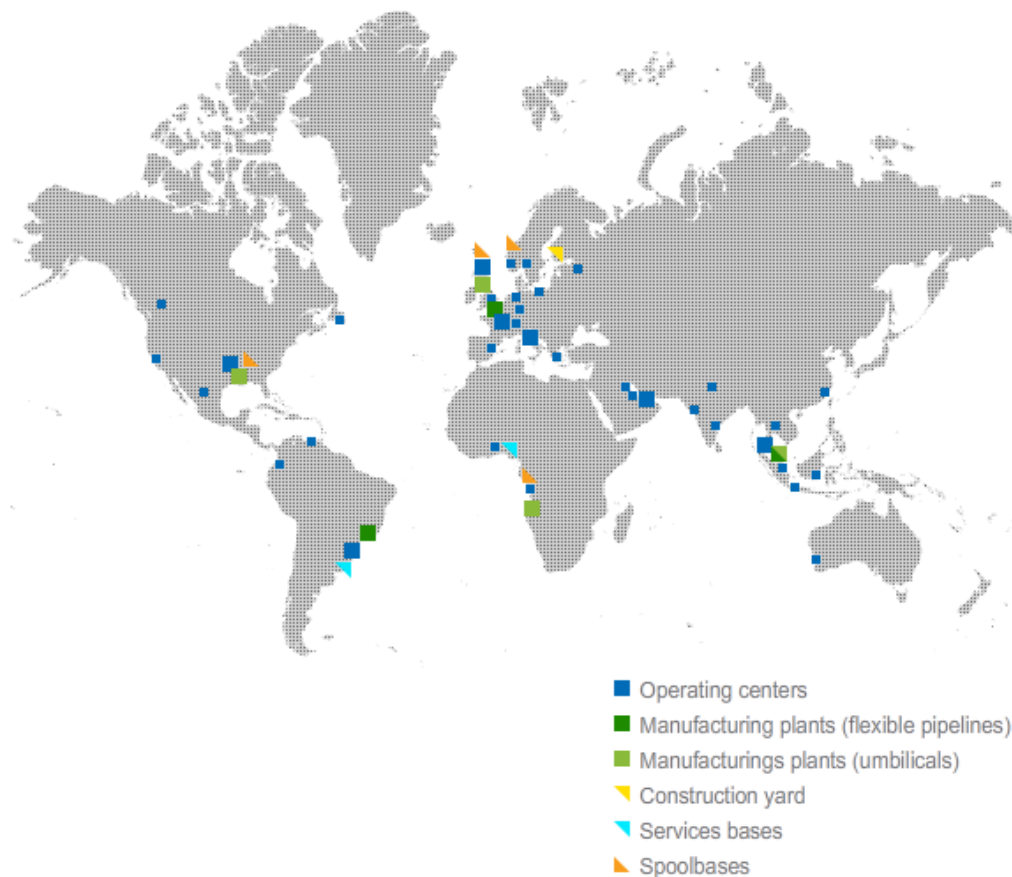 Operating centers
Manufacturing plants (flexible pipelines)
Manufacturings plants (umbilicals)
Construction yard
Services bases
Spoolbases